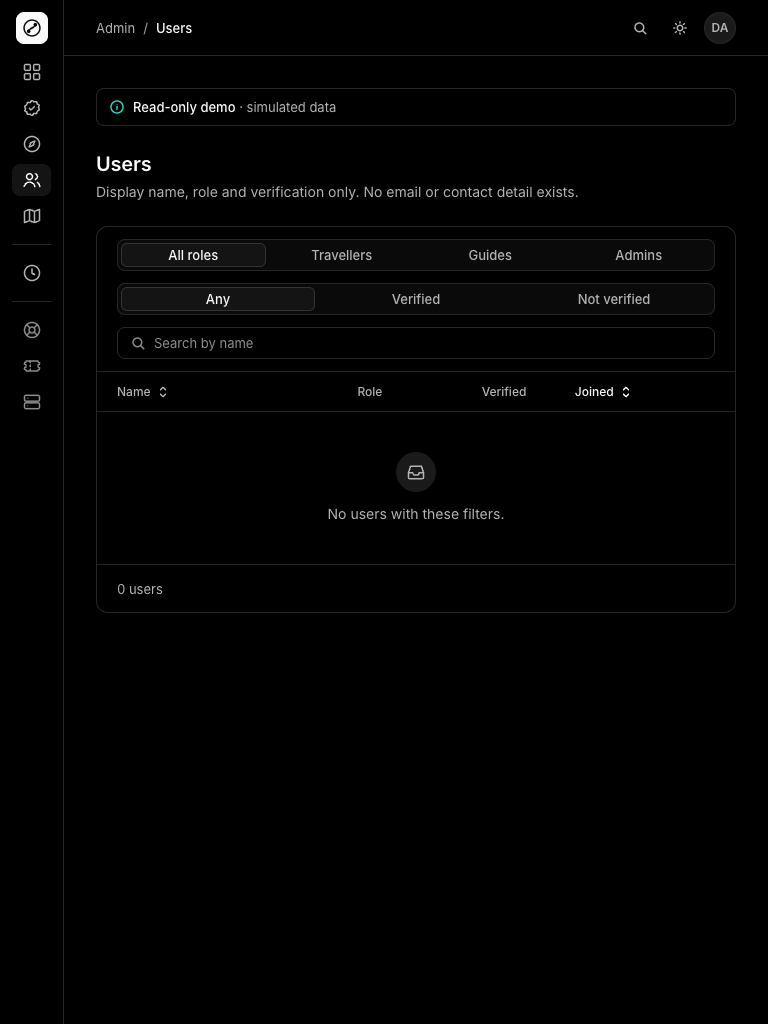 Admin / Users
DA
Read-only demo · simulated data
Users
Display name, role and verification only. No email or contact detail exists.
All roles Travellers Guides Admins
Any Verified Not verified
Search by name
Name Role Verified Joined
No users with these filters.
0 users